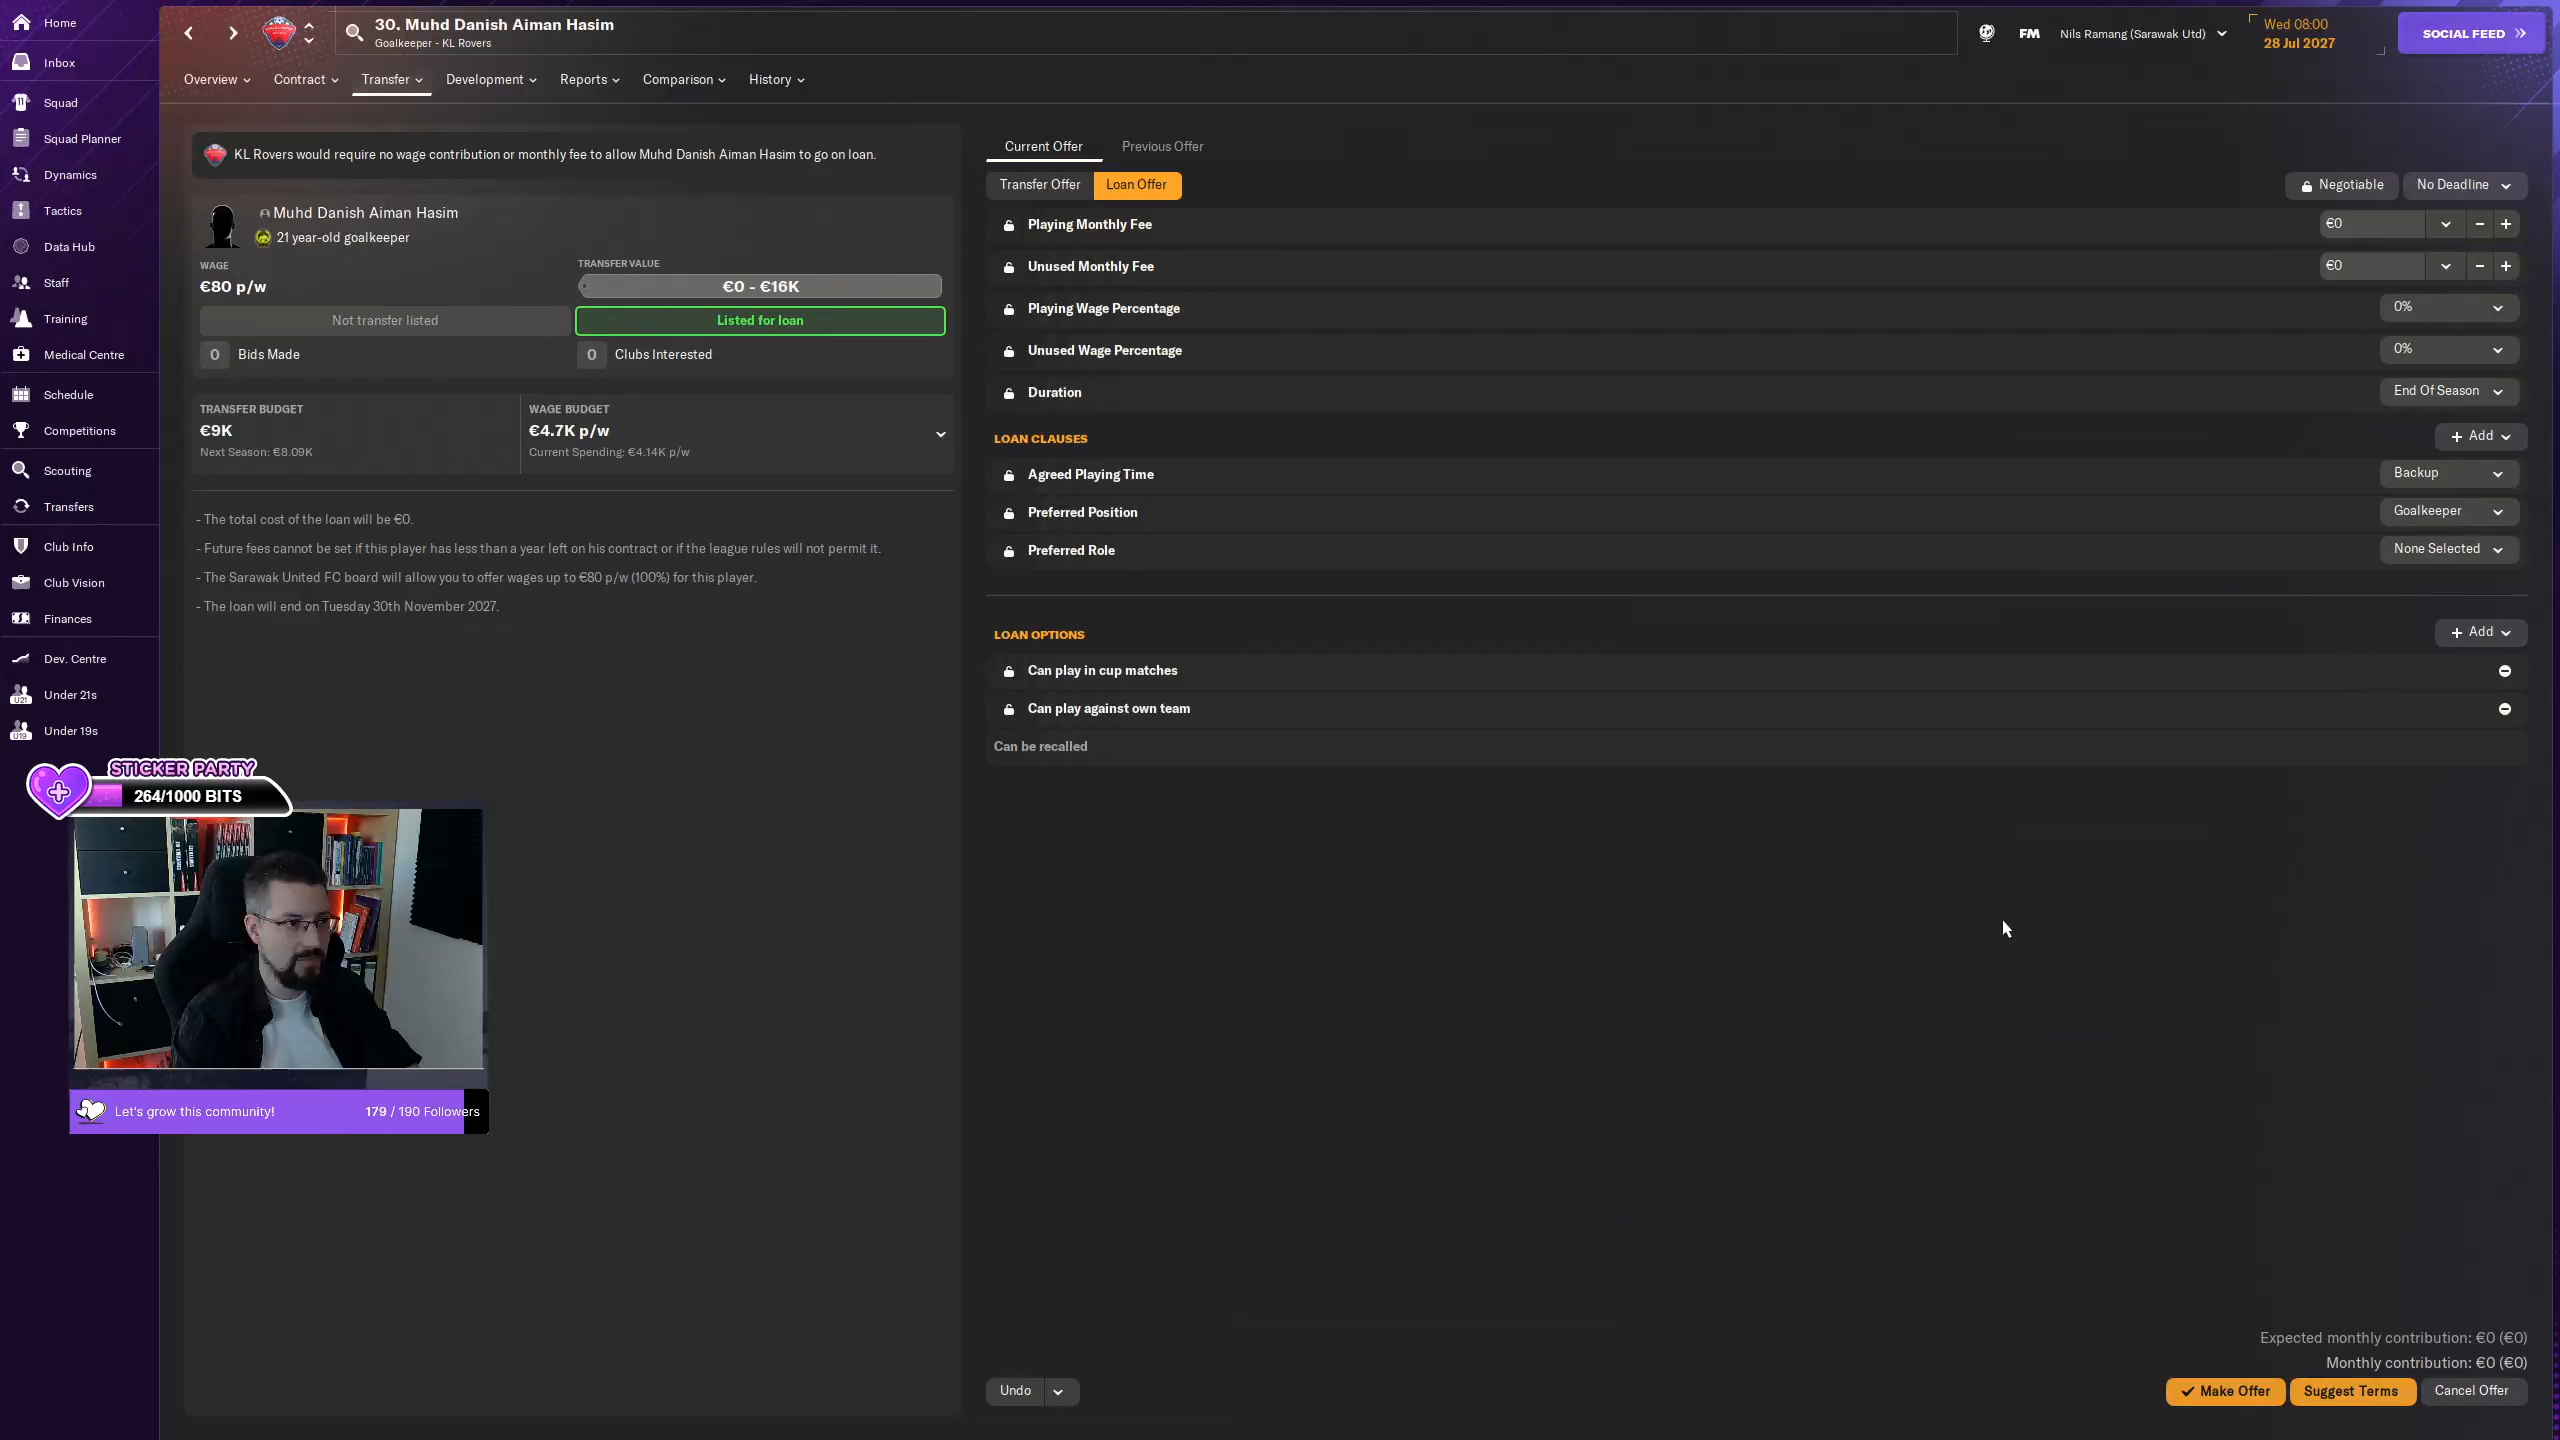 Home
Inbox
Squad
Squad Planner
Dynamics
Tactics
Data Hub
Staff
Training
Medical Centre
Schedule
Competitions
Scouting
Transfers
Club Info
Club Vision
Finances
Dev. Centre
Under 21s
Under 19s
30. Muhd Danish Aiman Hasim
Goalkeeper - KL Rovers
FM
Nils Ramang (Sarawak Utd)
Wed 08:00
28 Jul 2027
SOCIAL FEED
Overview
Contract
Transfer
Development
Reports
Comparison
History
KL Rovers would require no wage contribution or monthly fee to allow Muhd Danish Aiman Hasim to go on loan.
Muhd Danish Aiman Hasim
21 year-old goalkeeper
WAGE
€80 p/w
TRANSFER VALUE
€0 - €16K
Not transfer listed
Listed for loan
0 Bids Made
0 Clubs Interested
TRANSFER BUDGET
€9K
Next Season: €8.09K
WAGE BUDGET
€4.7K p/w
Current Spending: €4.14K p/w
- The total cost of the loan will be €0.
- Future fees cannot be set if this player has less than a year left on his contract or if the league rules will not permit it.
- The Sarawak United FC board will allow you to offer wages up to €80 p/w (100%) for this player.
- The loan will end on Tuesday 30th November 2027.
Current Offer
Previous Offer
Transfer Offer
Loan Offer
Negotiable
No Deadline
Playing Monthly Fee €0
Unused Monthly Fee €0
Playing Wage Percentage 0%
Unused Wage Percentage 0%
Duration End Of Season
LOAN CLAUSES
Add
Agreed Playing Time Backup
Preferred Position Goalkeeper
Preferred Role None Selected
LOAN OPTIONS
Add
Can play in cup matches
Can play against own team
Can be recalled
Expected monthly contribution: €0 (€0)
Monthly contribution: €0 (€0)
Undo
Make Offer
Suggest Terms
Cancel Offer
STICKER PARTY
264/1000 BITS
Let's grow this community!
179 / 190 Followers